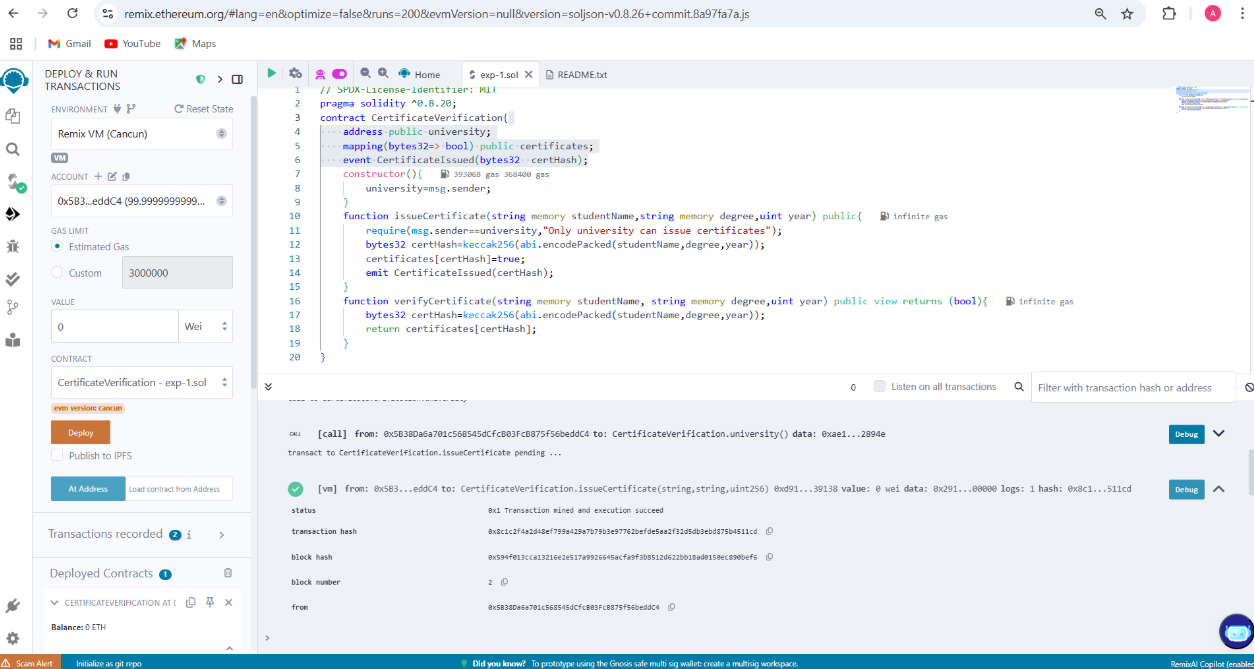 remix.ethereum.org/#lang=en&optimize=false&runs=200&evmVersion=null&version=soljson-v0.8.26+commit.8a97fa7a.js
A
Gmail
YouTube
Maps
DEPLOY & RUN
TRANSACTIONS
ENVIRONMENT
Reset State
Remix VM (Cancun)
VM
ACCOUNT
0x5B3...eddC4 (99.9999999999...
GAS LIMIT
Estimated Gas
Custom
3000000
VALUE
0
Wei
CONTRACT
CertificateVerification - exp-1.sol
evm version: cancun
Deploy
Publish to IPFS
At Address
Load contract from Address
Transactions recorded 2 i
Deployed Contracts 1
CERTIFICATEVERIFICATION AT (
Balance: 0 ETH
Home
exp-1.sol
README.txt
1 // SPDX-License-Identifier: MIT
2 pragma solidity ^0.8.20;
3 contract CertificateVerification{
4 address public university;
5 mapping(bytes32=> bool) public certificates;
6 event CertificateIssued(bytes32 certHash);
7 constructor(){ 393068 gas 368400 gas
8 university=msg.sender;
9 }
10 function issueCertificate(string memory studentName,string memory degree,uint year) public{ infinite gas
11 require(msg.sender==university,"Only university can issue certificates");
12 bytes32 certHash=keccak256(abi.encodePacked(studentName,degree,year));
13 certificates[certHash]=true;
14 emit CertificateIssued(certHash);
15 }
16 function verifyCertificate(string memory studentName, string memory degree,uint year) public view returns (bool){ infinite gas
17 bytes32 certHash=keccak256(abi.encodePacked(studentName,degree,year));
18 return certificates[certHash];
19 }
20 }
0
Listen on all transactions
Filter with transaction hash or address
CALL [call] from: 0x5B38Da6a701c568545dCfcB03FcB875f56beddC4 to: CertificateVerification.university() data: 0xae1...2894e
Debug
transact to CertificateVerification.issueCertificate pending ...
[vm] from: 0x5B3...eddC4 to: CertificateVerification.issueCertificate(string,string,uint256) 0xd91...39138 value: 0 wei data: 0x291...00000 logs: 1 hash: 0x8c1...511cd
Debug
status 0x1 Transaction mined and execution succeed
transaction hash 0x8c1c2f4a2d48ef799a429a7b79b3e97762befde5aa2f32d5db3ebd875b4511cd
block hash 0x594f013cca13216e2e517a9926645acfa9f3b8512d622bb18ad0150ec890bef6
block number 2
from 0x5B38Da6a701c568545dCfcB03FcB875f56beddC4
>
Scam Alert
Initialize as git repo
Did you know? To prototype using the Gnosis safe multi sig wallet: create a multisig workspace.
RemixAI Copilot (enabled